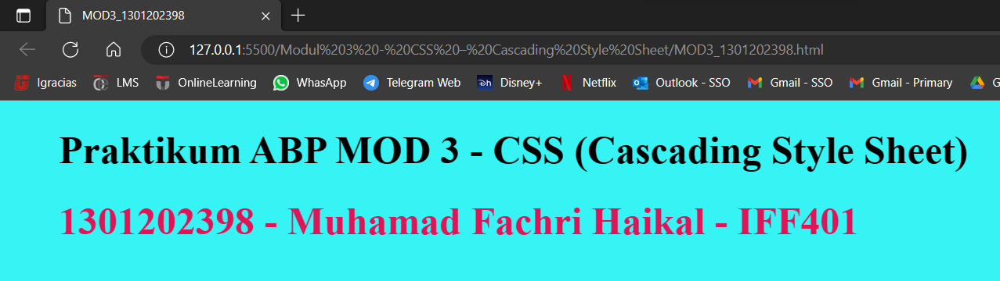 MOD3_1301202398
127.0.0.1:5500/Modul%203%20-%20CSS%20–%20Cascading%20Style%20Sheet/MOD3_1301202398.html
Igracias LMS OnlineLearning WhasApp Telegram Web Disney+ Netflix Outlook - SSO Gmail - SSO Gmail - Primary G
Praktikum ABP MOD 3 - CSS (Cascading Style Sheet)
1301202398 - Muhamad Fachri Haikal - IFF401